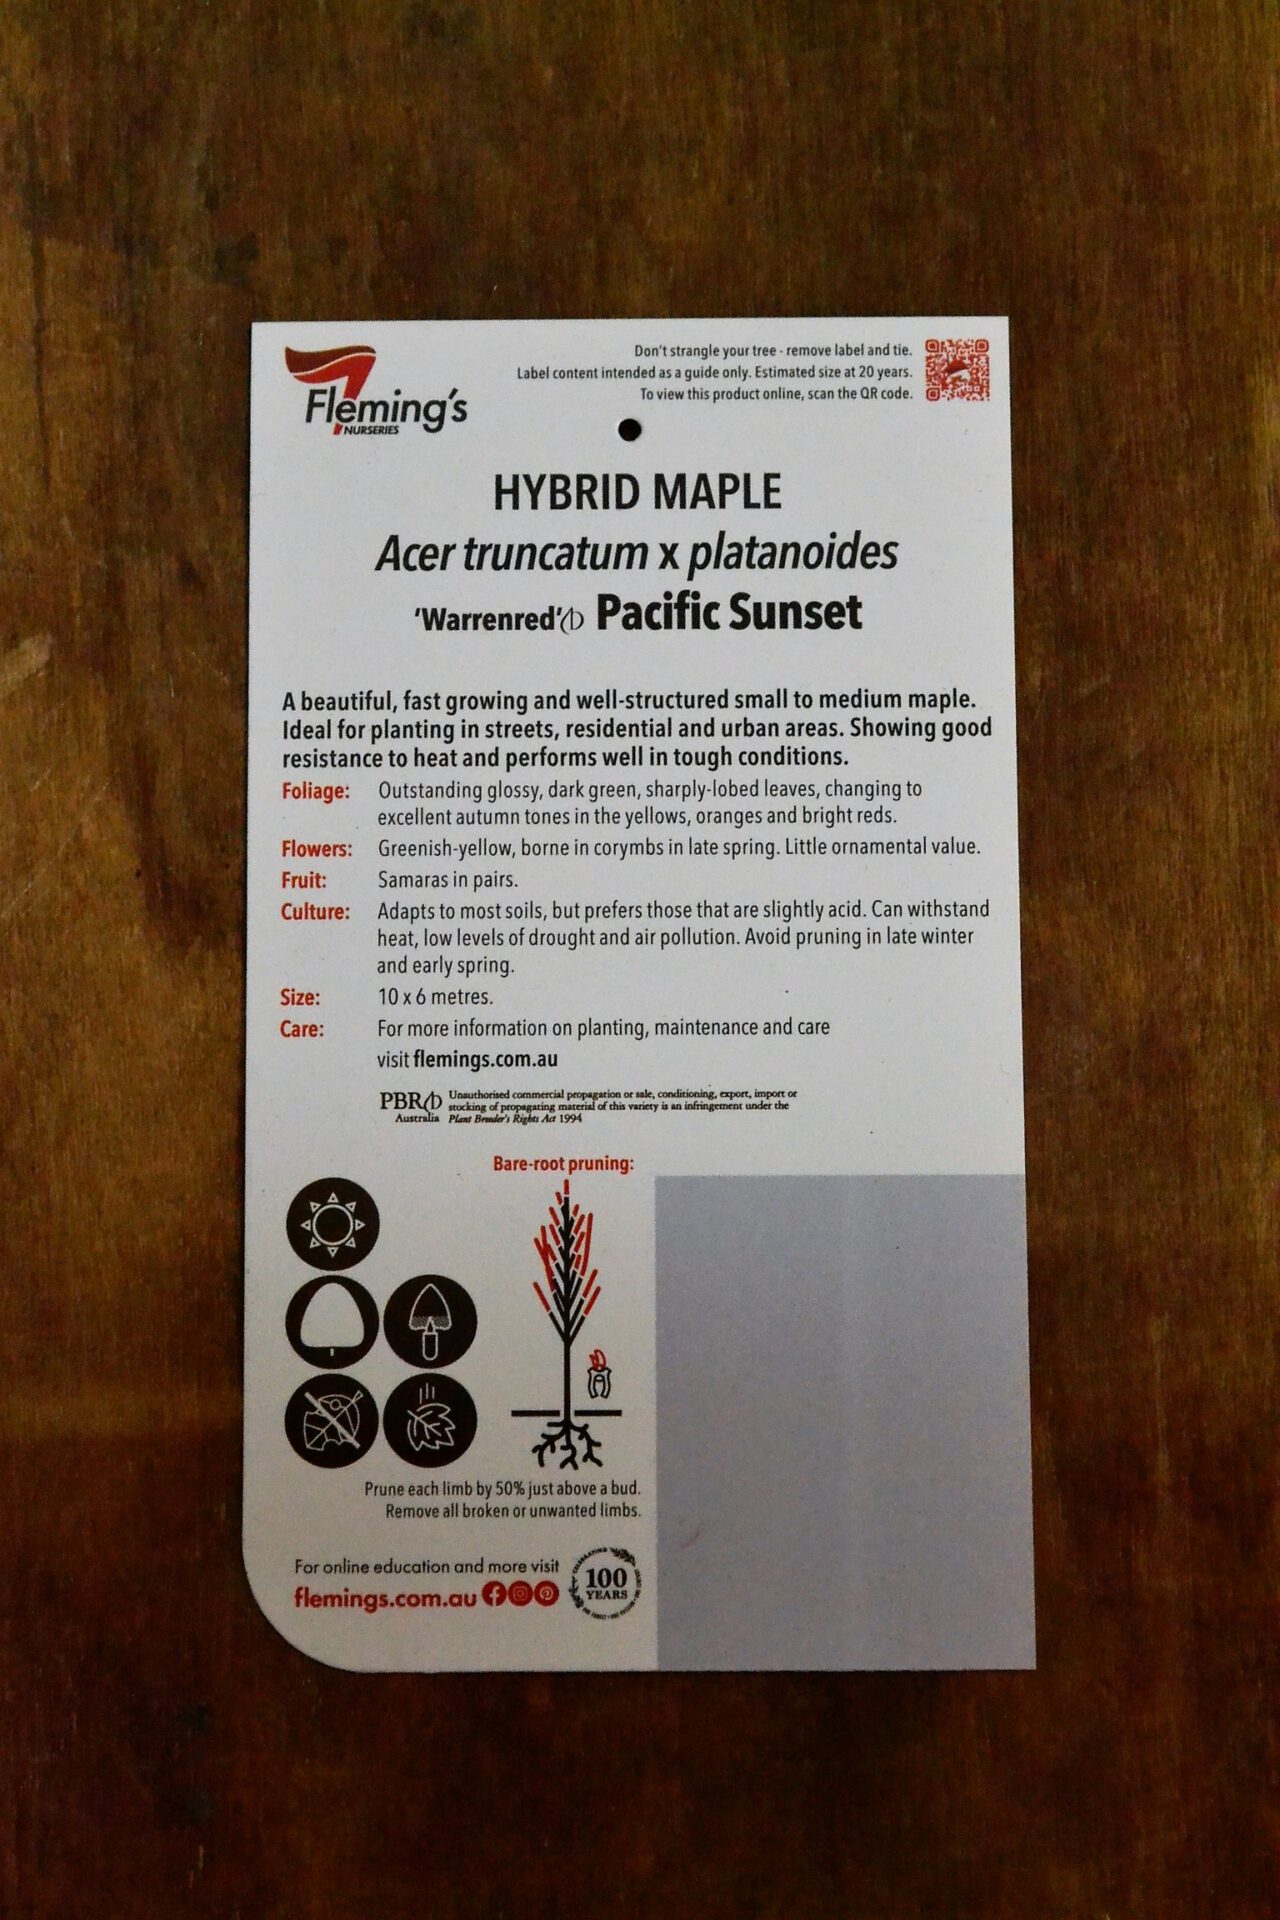 Fleming's
NURSERIES
Don't strangle your tree - remove label and tie.
Label content intended as a guide only. Estimated size at 20 years.
To view this product online, scan the QR code.
HYBRID MAPLE
Acer truncatum x platanoides
'Warrenred' Pacific Sunset
A beautiful, fast growing and well-structured small to medium maple.
Ideal for planting in streets, residential and urban areas. Showing good
resistance to heat and performs well in tough conditions.
Foliage: Outstanding glossy, dark green, sharply-lobed leaves, changing to
excellent autumn tones in the yellows, oranges and bright reds.
Flowers: Greenish-yellow, borne in corymbs in late spring. Little ornamental value.
Fruit: Samaras in pairs.
Culture: Adapts to most soils, but prefers those that are slightly acid. Can withstand
heat, low levels of drought and air pollution. Avoid pruning in late winter
and early spring.
Size: 10 x 6 metres.
Care: For more information on planting, maintenance and care
visit flemings.com.au
PBR Unauthorised commercial propagation or sale, conditioning, export, import or
stocking of propagating material of this variety is an infringement under the
Australia Plant Breeder's Rights Act 1994
Bare-root pruning:
Prune each limb by 50% just above a bud.
Remove all broken or unwanted limbs.
For online education and more visit
flemings.com.au
CELEBRATING
100
YEARS